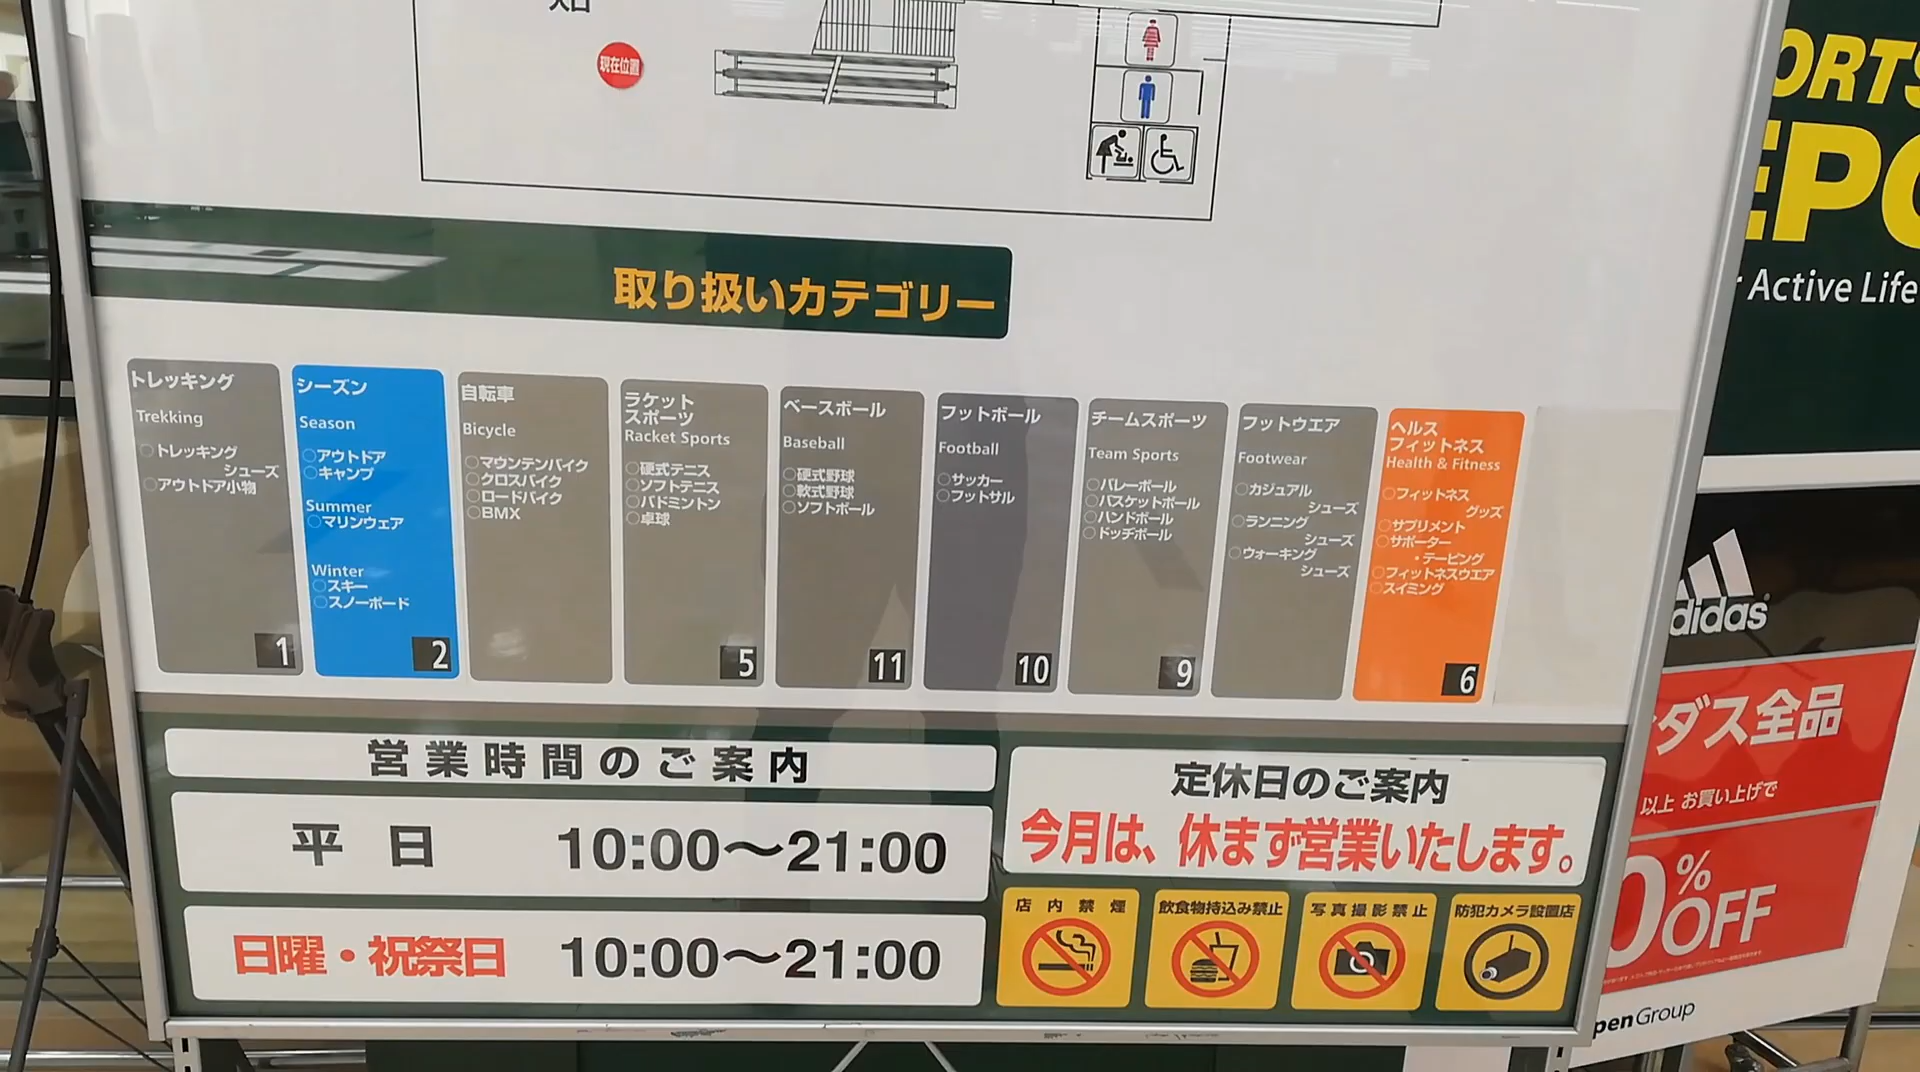 入口
現在位置
取り扱いカテゴリー
トレッキング
Trekking
○トレッキング
シューズ
○アウトドア小物
1
シーズン
Season
○アウトドア
○キャンプ
Summer
○マリンウェア
Winter
○スキー
○スノーボード
2
自転車
Bicycle
○マウンテンバイク
○クロスバイク
○ロードバイク
○BMX
ラケット
スポーツ
Racket Sports
○硬式テニス
○ソフトテニス
○バドミントン
○卓球
5
ベースボール
Baseball
○硬式野球
○軟式野球
○ソフトボール
11
フットボール
Football
○サッカー
○フットサル
10
チームスポーツ
Team Sports
○バレーボール
○バスケットボール
○ハンドボール
○ドッヂボール
9
フットウエア
Footwear
○カジュアル
シューズ
○ランニング
シューズ
○ウォーキング
シューズ
ヘルス
フィットネス
Health & Fitness
○フィットネス
グッズ
○サプリメント
○サポーター
・テーピング
○フィットネスウエア
○スイミング
6
営業時間のご案内
平日 10:00〜21:00
日曜・祝祭日 10:00〜21:00
定休日のご案内
今月は、休まず営業いたします。
店内禁煙
飲食物持込み禁止
写真撮影禁止
防犯カメラ設置店
ORTS
EPO
r Active Life
adidas
ダス全品
以上 お買い上げで
0%
OFF
pen Group